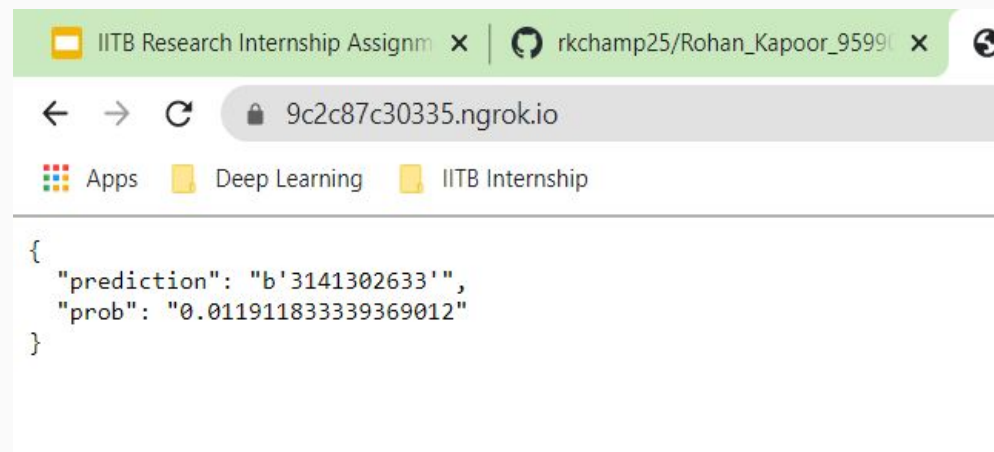 IITB Research Internship Assignm
rkchamp25/Rohan_Kapoor_9599
9c2c87c30335.ngrok.io
Apps Deep Learning IITB Internship
{
"prediction": "b'3141302633'",
"prob": "0.011911833339369012"
}